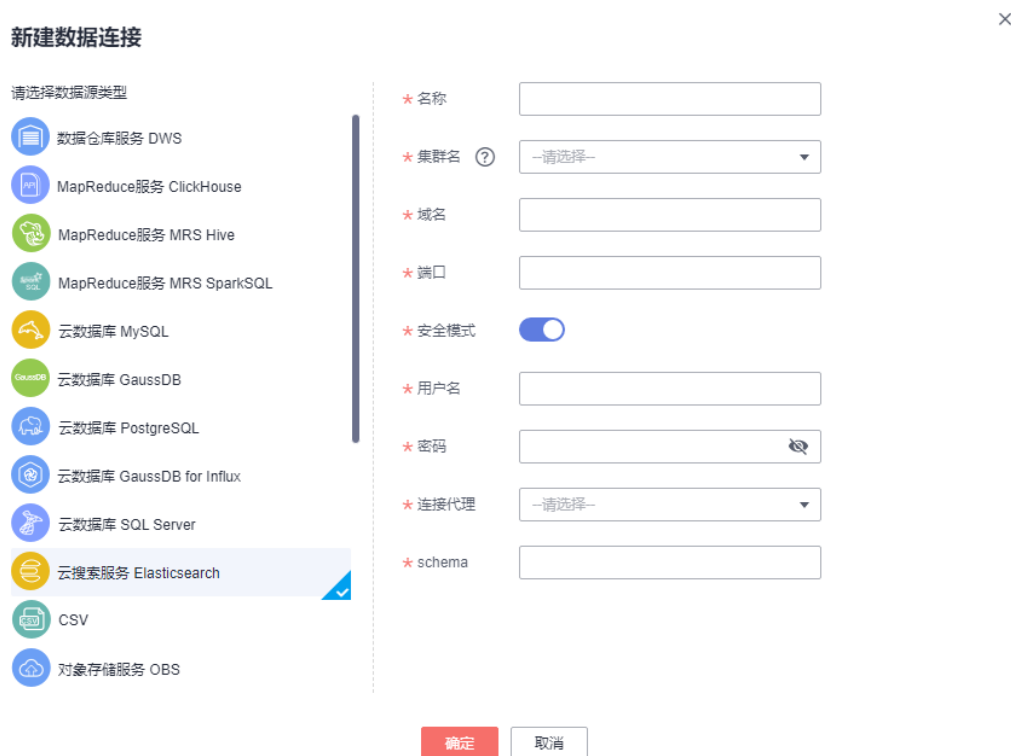 新建数据连接
请选择数据源类型
数据仓库服务 DWS
API
MapReduce服务 ClickHouse
MapReduce服务 MRS Hive
SQL
MapReduce服务 MRS SparkSQL
云数据库 MySQL
GaussDB
云数据库 GaussDB
云数据库 PostgreSQL
云数据库 GaussDB for Influx
云数据库 SQL Server
云搜索服务 Elasticsearch
CSV
CSV
对象存储服务 OBS
* 名称
* 集群名 ? --请选择--
* 域名
* 端口
* 安全模式
* 用户名
* 密码
* 连接代理 --请选择--
* schema
确定 取消